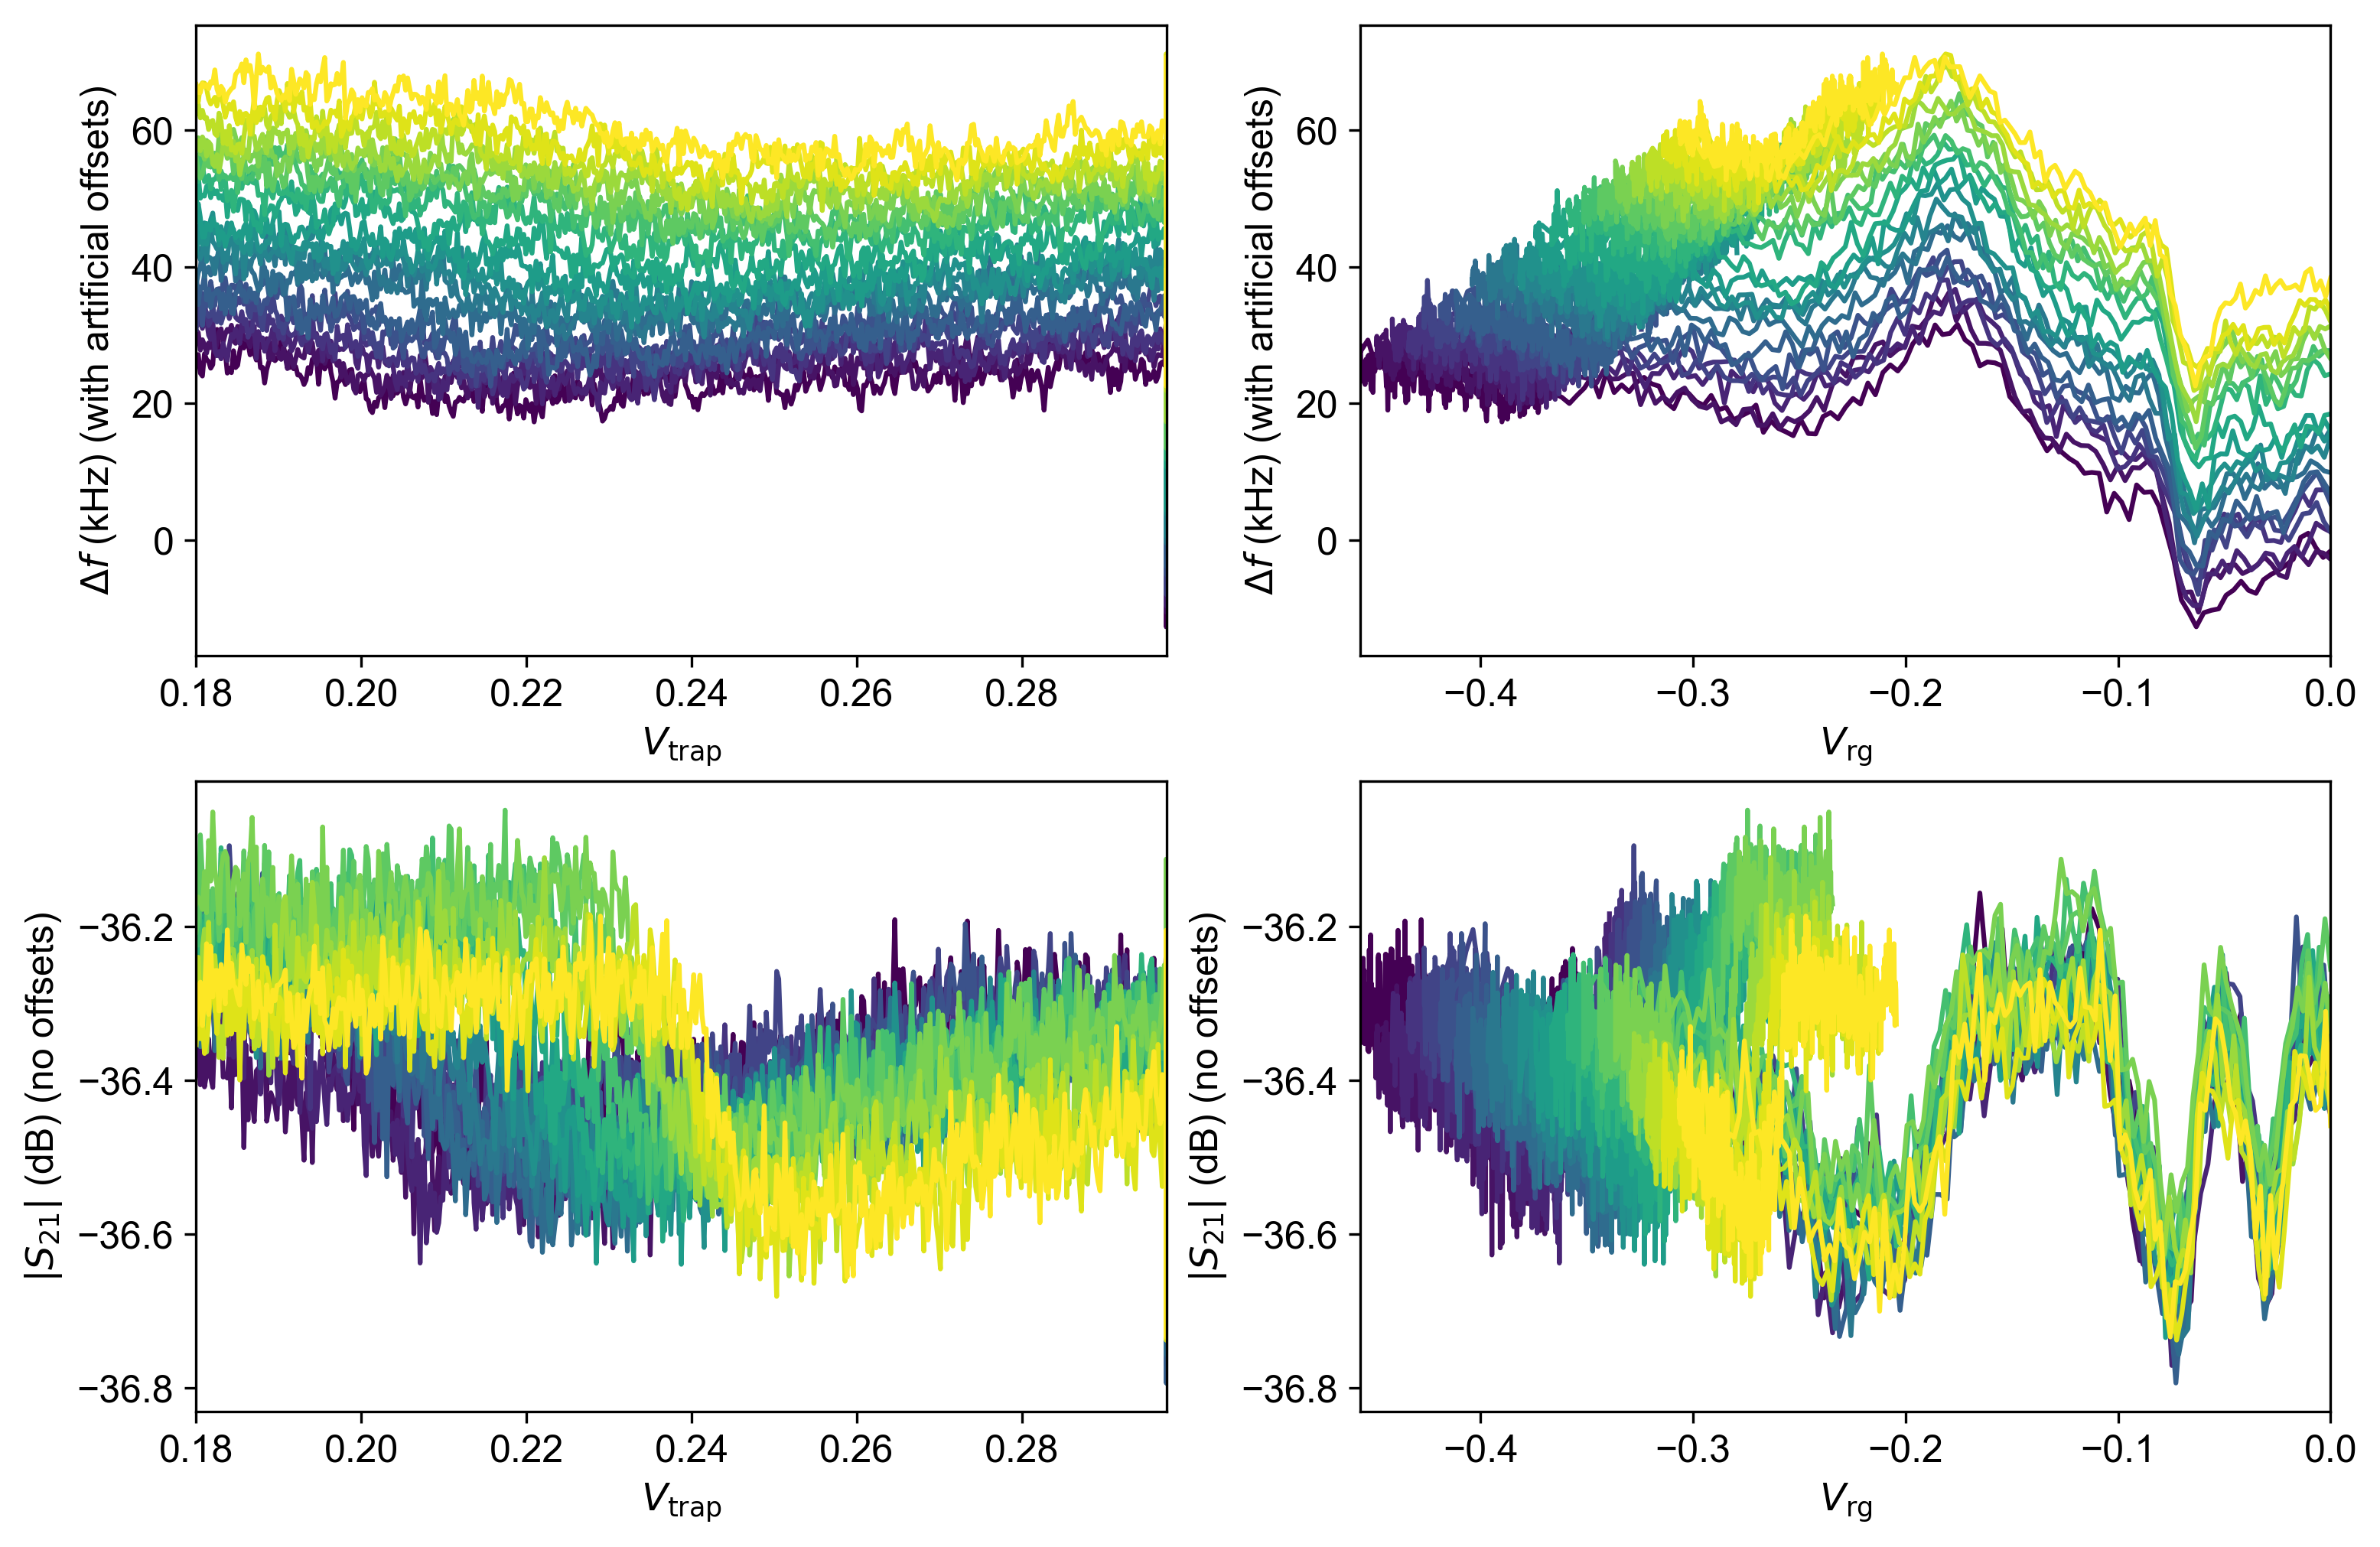 Δf (kHz) (with artificial offsets)
60
40
20
0
0.18 0.20 0.22 0.24 0.26 0.28
V_trap
Δf (kHz) (with artificial offsets)
60
40
20
0
−0.4 −0.3 −0.2 −0.1 0.0
V_rg
|S_21| (dB) (no offsets)
−36.2
−36.4
−36.6
−36.8
0.18 0.20 0.22 0.24 0.26 0.28
V_trap
|S_21| (dB) (no offsets)
−36.2
−36.4
−36.6
−36.8
−0.4 −0.3 −0.2 −0.1 0.0
V_rg